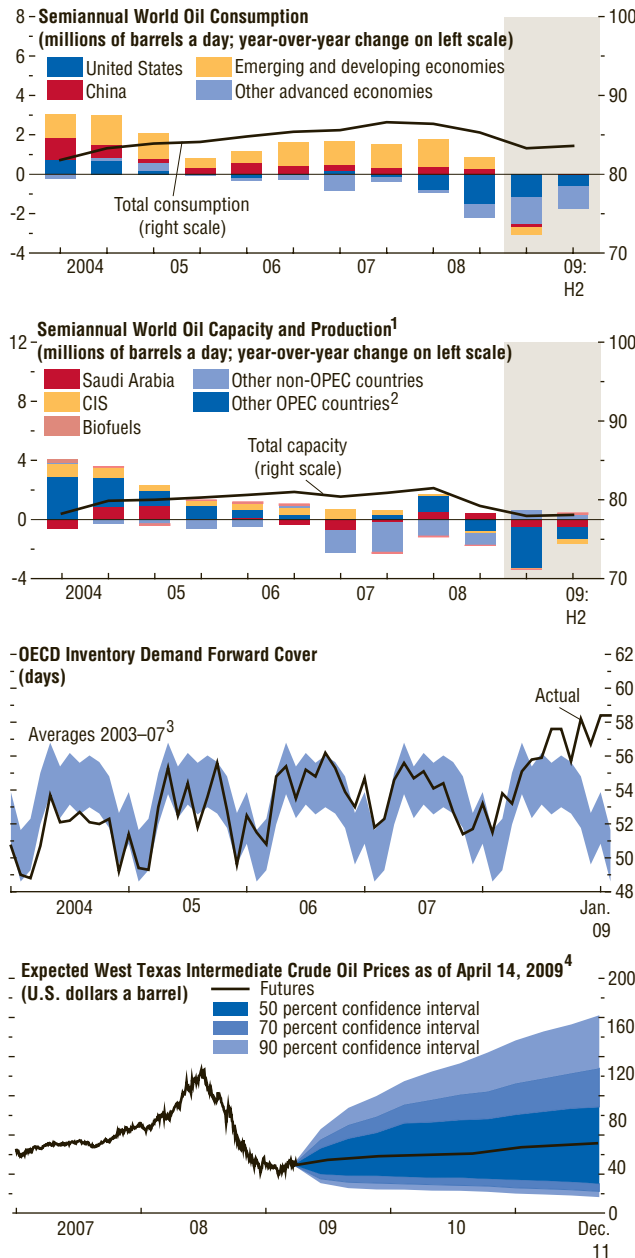 Semiannual World Oil Consumption
(millions of barrels a day; year-over-year change on left scale)
8
100
United States
Emerging and developing economies
6
95
China
Other advanced economies
4
90
2
85
0
80
Total consumption
(right scale)
-2
75
-4
70
2004
05
06
07
08
09:
H2
Semiannual World Oil Capacity and Production1
(millions of barrels a day; year-over-year change on left scale)
12
100
Saudi Arabia
Other non-OPEC countries
CIS
Other OPEC countries2
Biofuels
8
90
Total capacity
(right scale)
4
80
0
-4
70
2004
05
06
07
08
09:
H2
OECD Inventory Demand Forward Cover
(days)
62
60
Actual
58
Averages 2003–073
56
54
52
50
48
2004
05
06
07
Jan.
09
Expected West Texas Intermediate Crude Oil Prices as of April 14, 20094
(U.S. dollars a barrel)
200
Futures
50 percent confidence interval
70 percent confidence interval
90 percent confidence interval
160
120
80
40
0
2007
08
09
10
Dec.
11